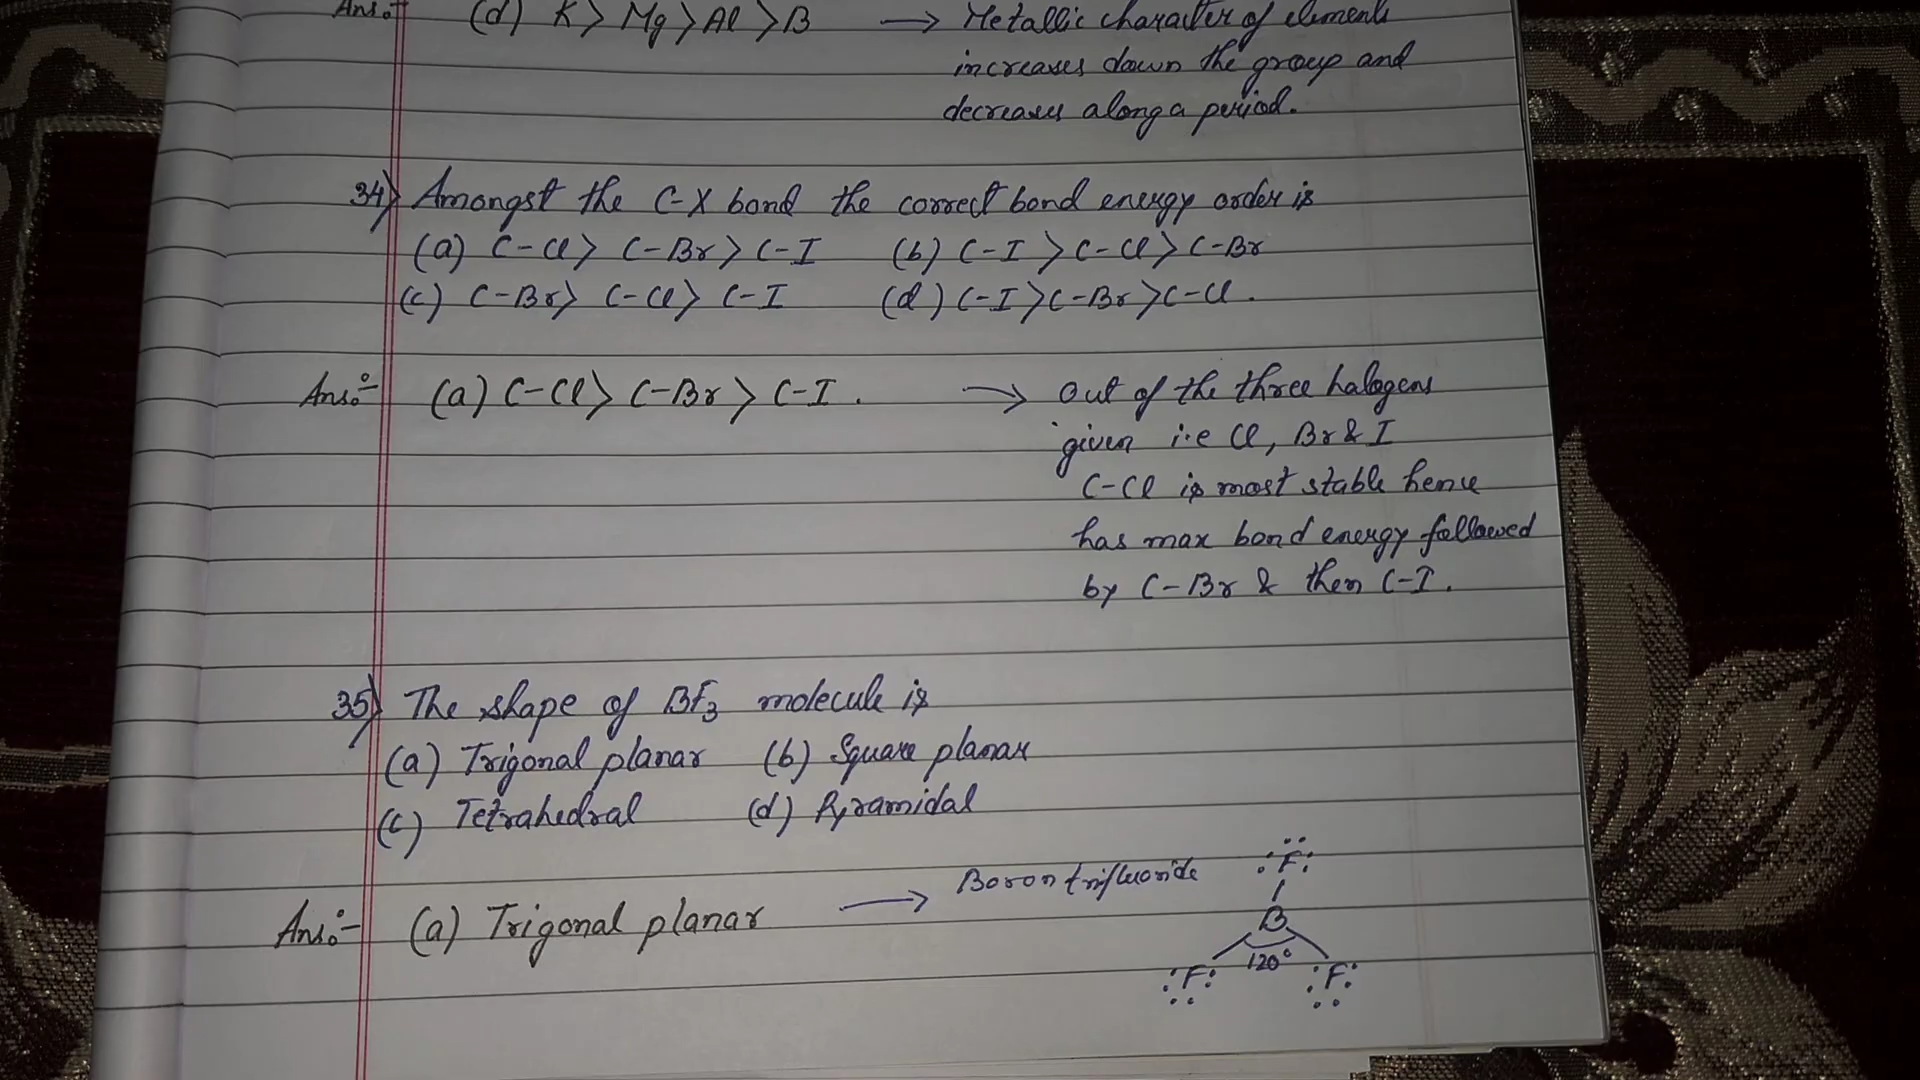 Ans:- (d) K > Mg > Al > B → Metallic character of elements
increases down the group and
decreases along a period.
34) Amongst the C-X bond the correct bond energy order is
(a) C-Cl > C-Br > C-I (b) C-I > C-Cl > C-Br
(c) C-Br > C-Cl > C-I (d) C-I > C-Br > C-Cl.
Ans:- (a) C-Cl > C-Br > C-I. → Out of the three halogens
given i.e Cl, Br & I
C-Cl is most stable hence
has max bond energy followed
by C-Br & then C-I.
35) The shape of BF3 molecule is
(a) Trigonal planar (b) Square planar
(c) Tetrahedral (d) Pyramidal
Ans:- (a) Trigonal planar → Boron trifluoride
F
B
120°
F F